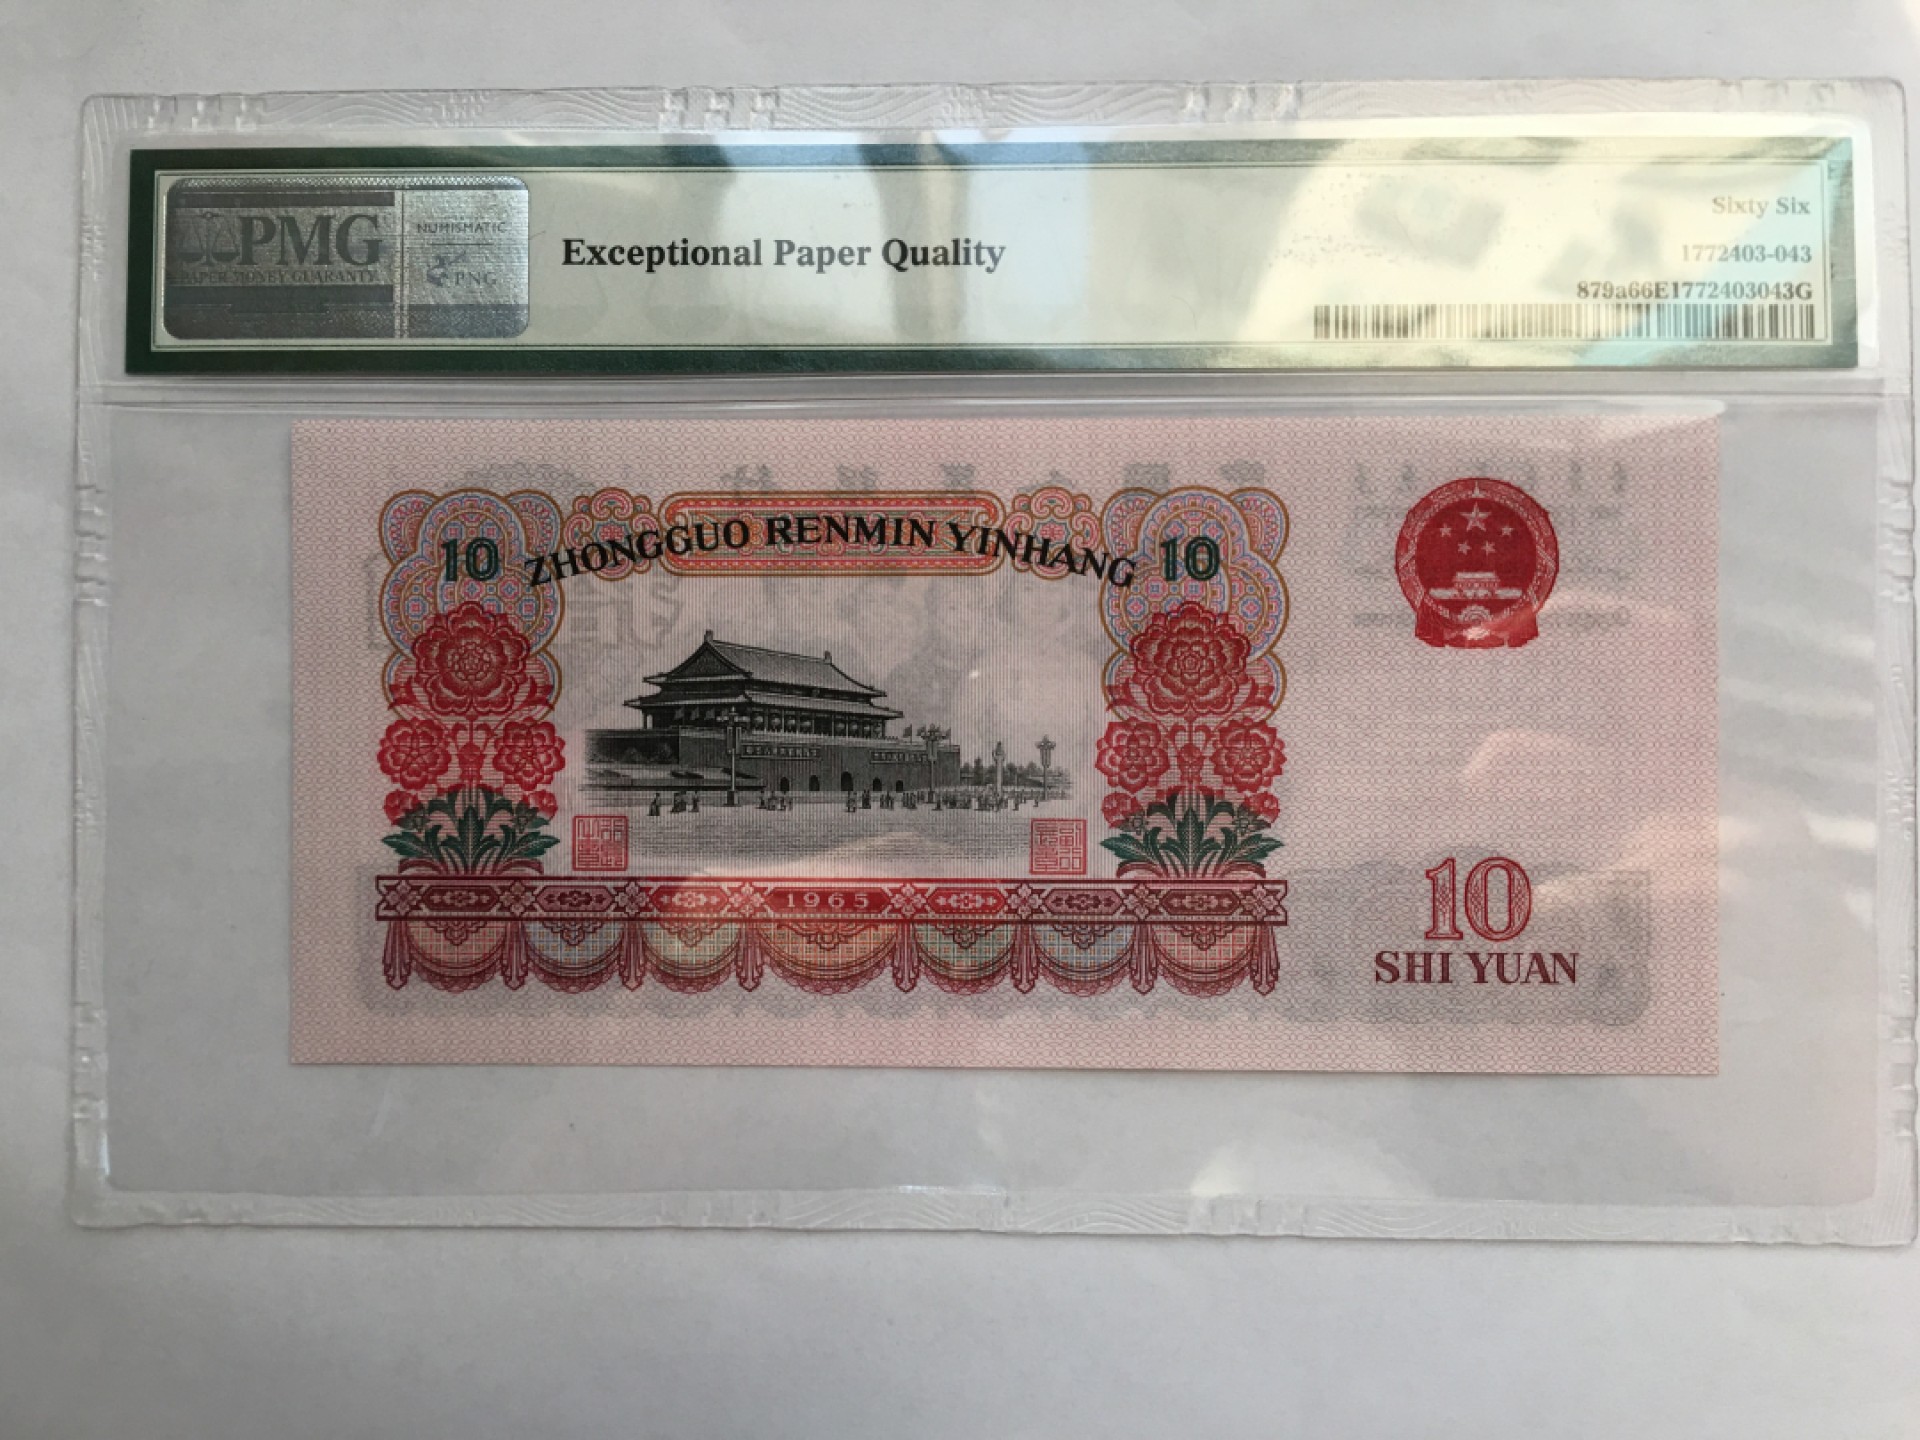 PMG
PAPER MONEY GUARANTY
NUMISMATIC
PNG
Exceptional Paper Quality
Sixty Six
1772403-043
879a66E1772403043G
10 ZHONGGUO RENMIN YINHANG 10
1965
10
SHI YUAN